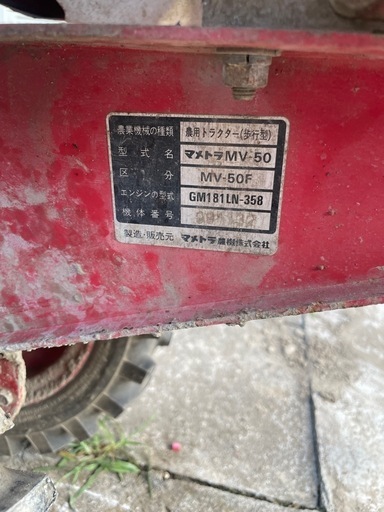 農業機械の種類 農用トラクター(歩行型)
型式名 マメトラMV-50
区分 MV-50F
エンジンの型式 GM181LN-358
機体番号
製造・販売元 マメトラ農機株式会社